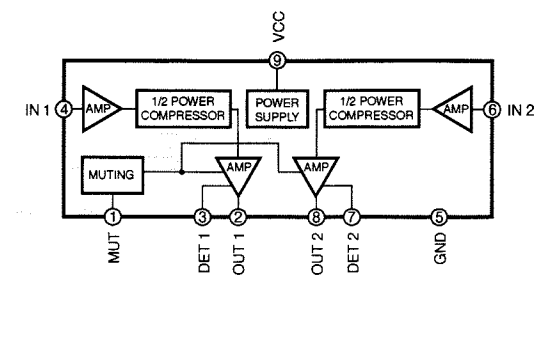 VCC
9
1/2 POWER
COMPRESSOR
POWER
SUPPLY
1/2 POWER
COMPRESSOR
IN 1 4 AMP
AMP 6 IN 2
MUTING
AMP
AMP
1
3
2
8
7
5
MUT
DET 1
OUT 1
OUT 2
DET 2
GND